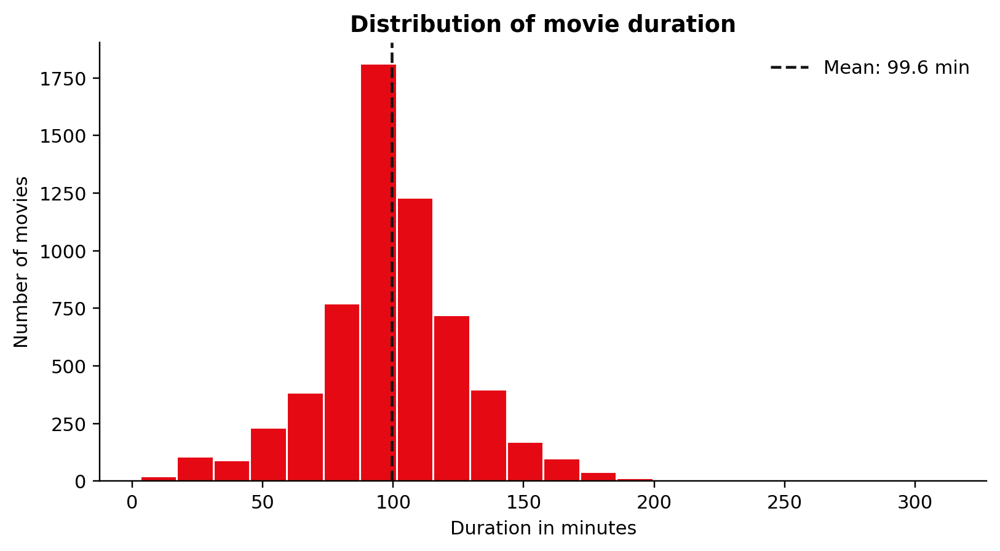 Distribution of movie duration
Mean: 99.6 min
Number of movies
1750
1500
1250
1000
750
500
250
0
0 50 100 150 200 250 300
Duration in minutes